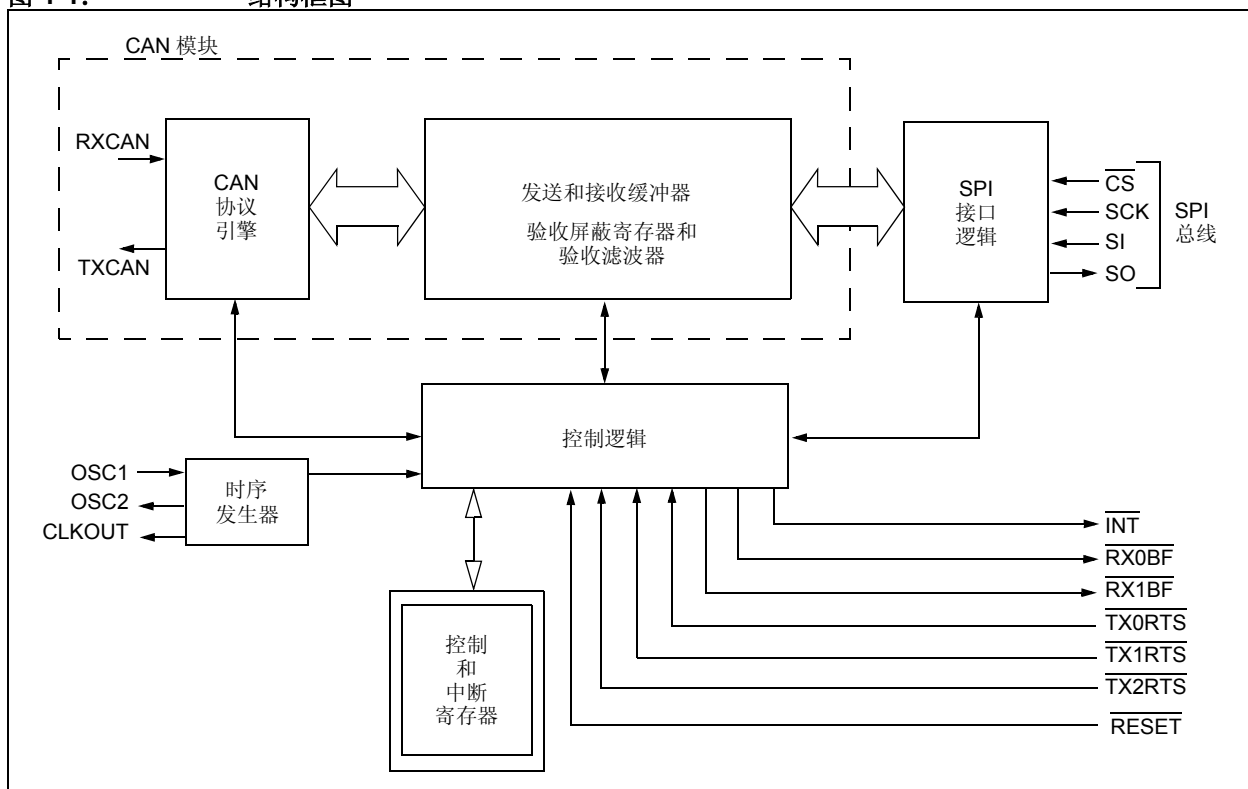 图 1-1: 结构框图
CAN 模块
RXCAN
TXCAN
CAN
协议
引擎
发送和接收缓冲器
验收屏蔽寄存器和
验收滤波器
SPI
接口
逻辑
CS
SCK
SI
SO
SPI
总线
控制逻辑
OSC1
OSC2
CLKOUT
时序
发生器
控制
和
中断
寄存器
INT
RX0BF
RX1BF
TX0RTS
TX1RTS
TX2RTS
RESET